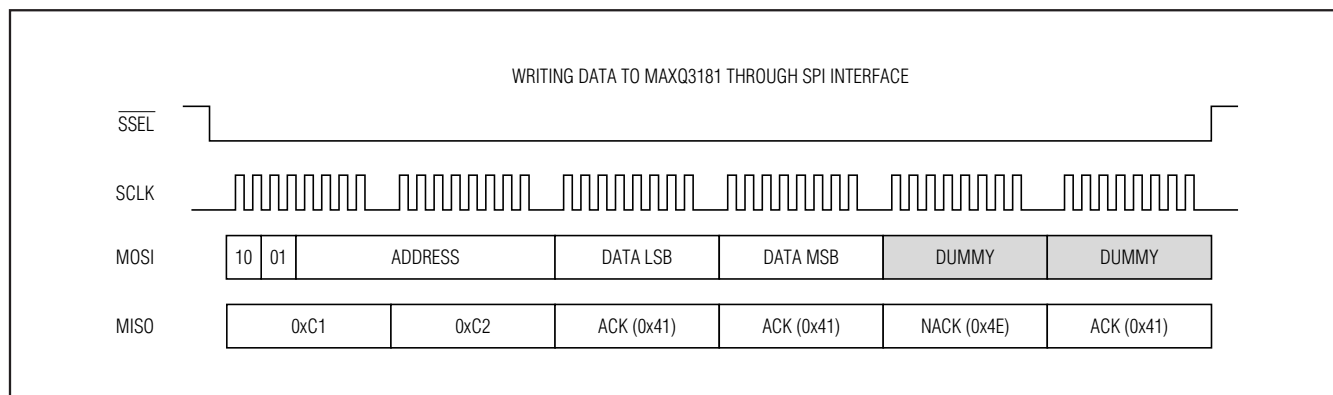 WRITING DATA TO MAXQ3181 THROUGH SPI INTERFACE
SSEL
SCLK
MOSI 10 01 ADDRESS DATA LSB DATA MSB DUMMY DUMMY
MISO 0xC1 0xC2 ACK (0x41) ACK (0x41) NACK (0x4E) ACK (0x41)